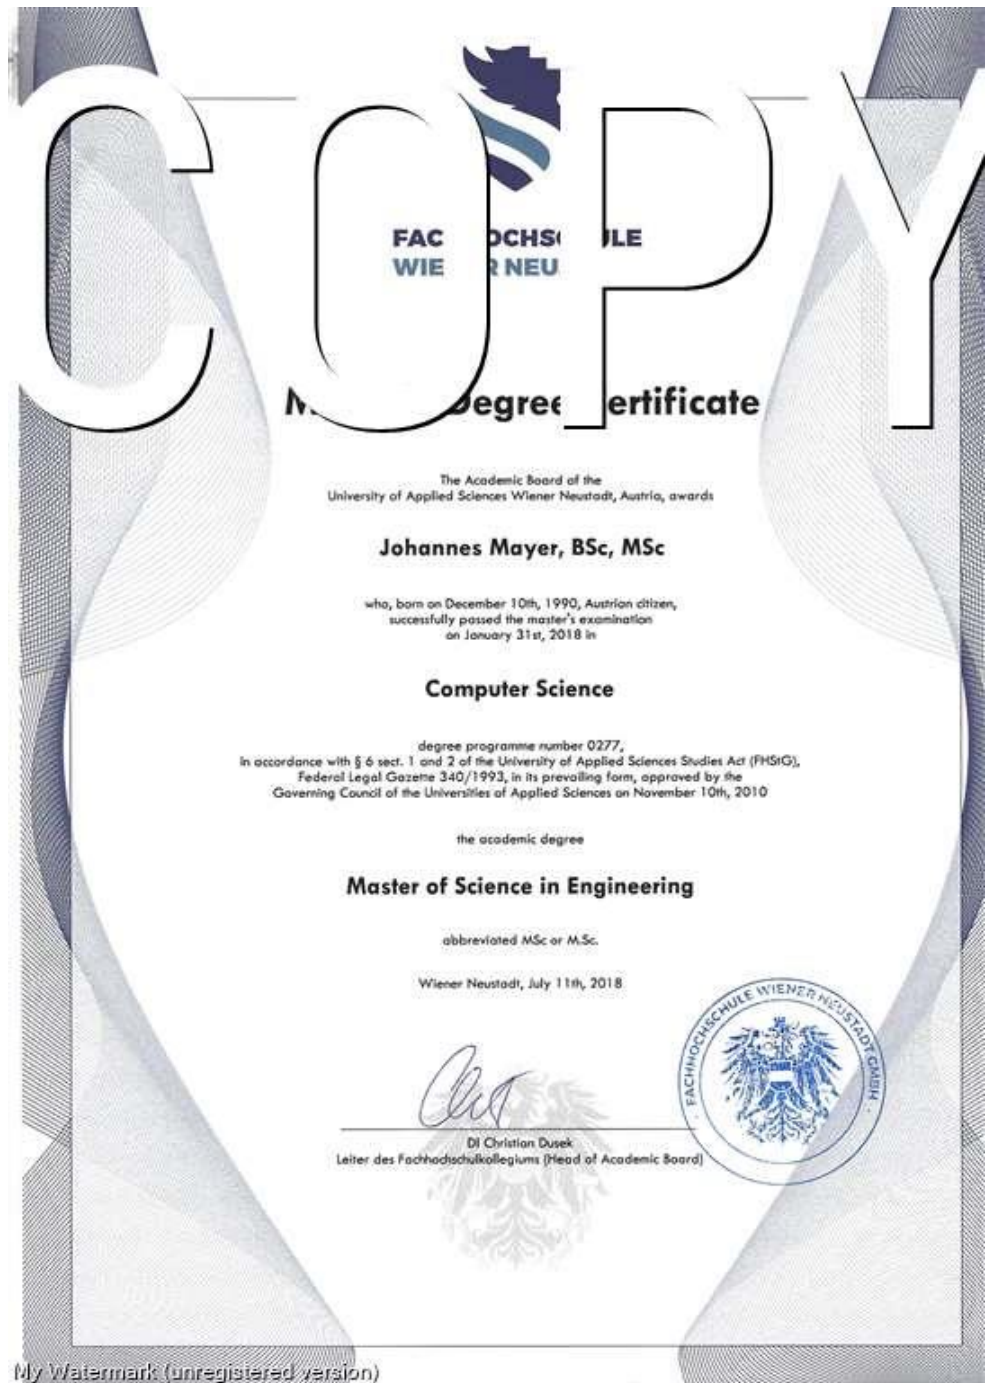 COPY
FAC OCHS ULE
WIE R NEU
M Degree ertificate
The Academic Board of the
University of Applied Sciences Wiener Neustadt, Austria, awards
Johannes Mayer, BSc, MSc
who, born on December 10th, 1990, Austrian citizen,
successfully passed the master's examination
on January 31st, 2018 in
Computer Science
degree programme number 0277,
in accordance with § 6 sect. 1 and 2 of the University of Applied Sciences Studies Act (FHStG),
Federal Legal Gazette 340/1993, in its prevailing form, approved by the
Governing Council of the Universities of Applied Sciences on November 10th, 2010
the academic degree
Master of Science in Engineering
abbreviated MSc or M.Sc.
Wiener Neustadt, July 11th, 2018
FACHHOCHSCHULE WIENER NEUSTADT GMBH
DI Christian Dusek
Leiter des Fachhochschulkollegiums (Head of Academic Board)
My Watermark (unregistered version)